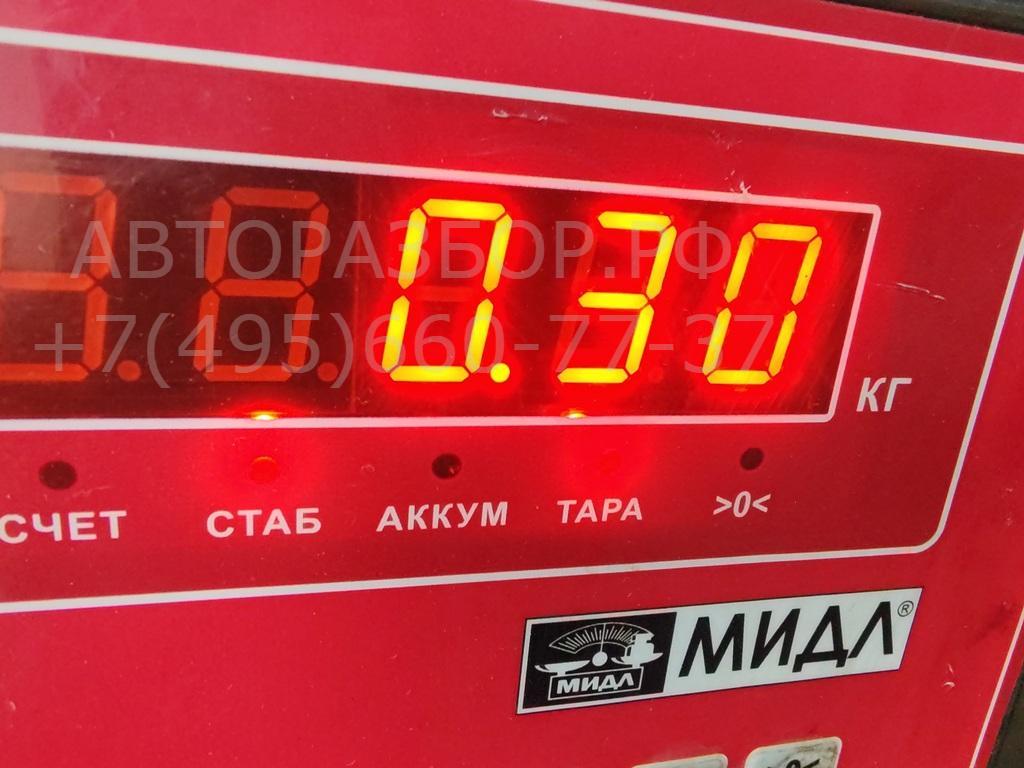 АВТОРАЗБОР.РФ
0.30
+7(495)660-77-37
КГ
СЧЕТ СТАБ АККУМ ТАРА >0<
МИДЛ МИДЛ®